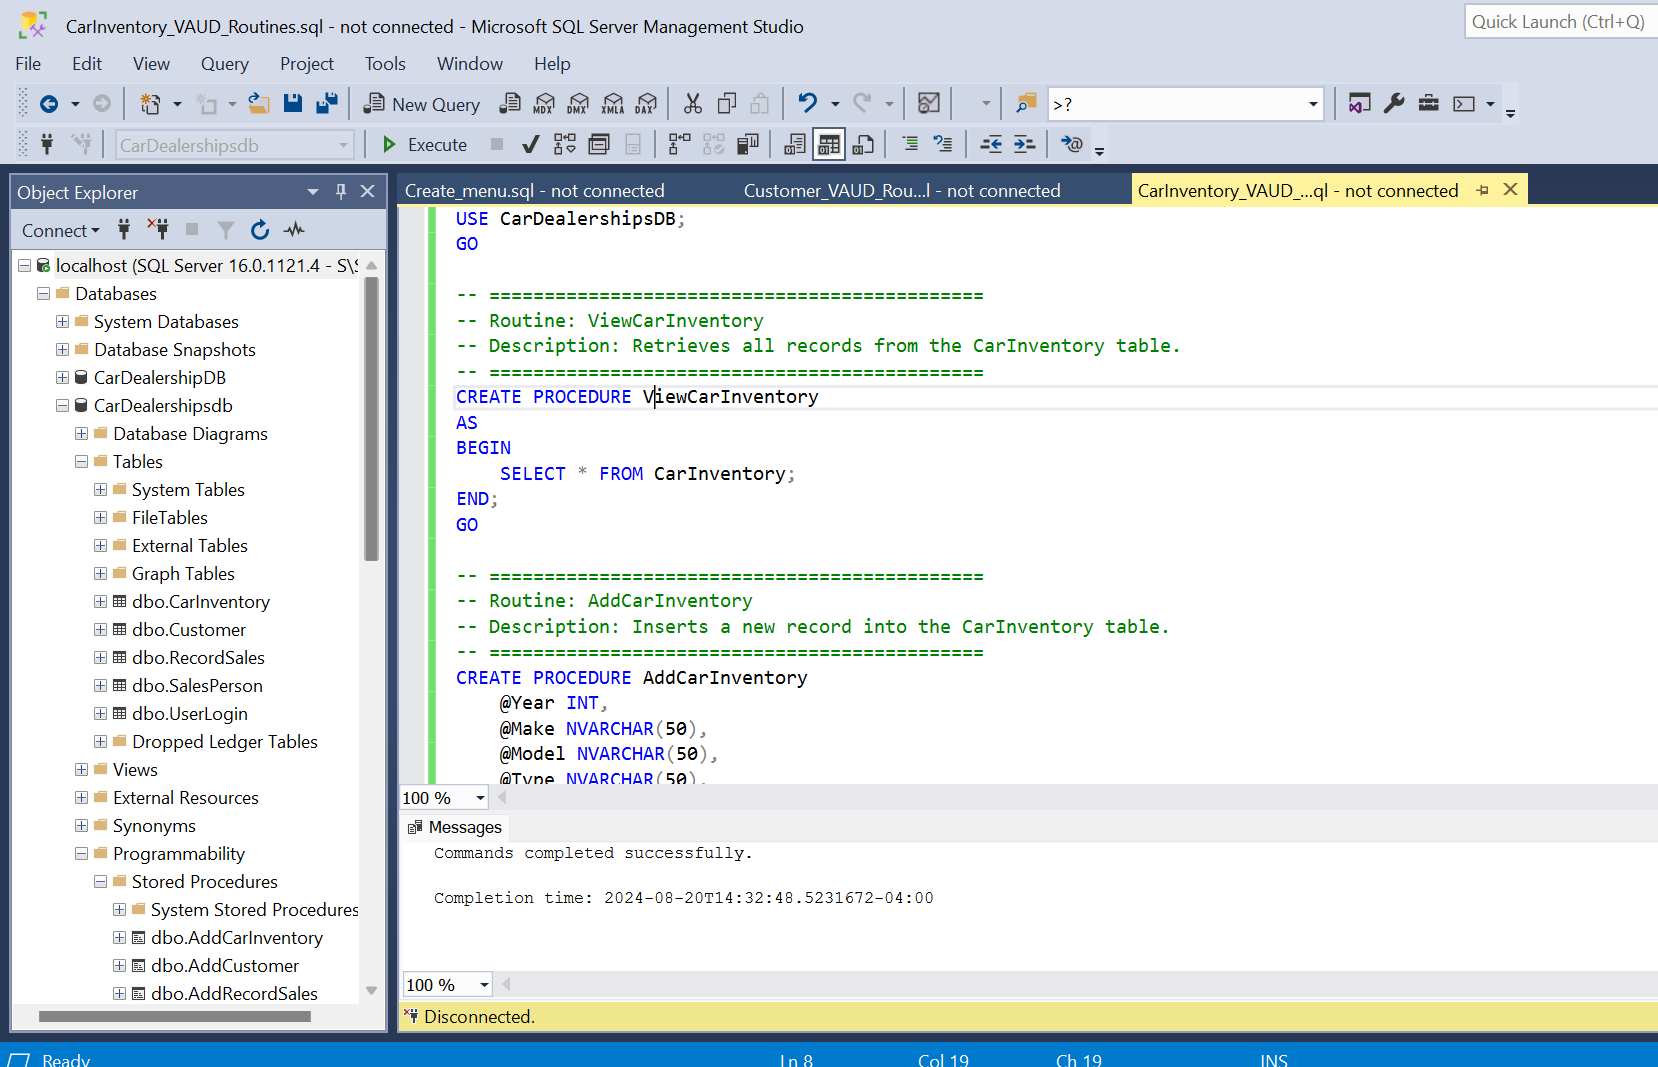 CarInventory_VAUD_Routines.sql - not connected - Microsoft SQL Server Management Studio
Quick Launch (Ctrl+Q)
File Edit View Query Project Tools Window Help
New Query MDX DMX XMLA DAX >?
CarDealershipsdb Execute
Object Explorer
Connect
localhost (SQL Server 16.0.1121.4 - S\S
Databases
System Databases
Database Snapshots
CarDealershipDB
CarDealershipsdb
Database Diagrams
Tables
System Tables
FileTables
External Tables
Graph Tables
dbo.CarInventory
dbo.Customer
dbo.RecordSales
dbo.SalesPerson
dbo.UserLogin
Dropped Ledger Tables
Views
External Resources
Synonyms
Programmability
Stored Procedures
System Stored Procedures
dbo.AddCarInventory
dbo.AddCustomer
dbo.AddRecordSales
Create_menu.sql - not connected Customer_VAUD_Rou...l - not connected CarInventory_VAUD_...ql - not connected
USE CarDealershipsDB;
GO
-- =============================================
-- Routine: ViewCarInventory
-- Description: Retrieves all records from the CarInventory table.
-- =============================================
CREATE PROCEDURE ViewCarInventory
AS
BEGIN
SELECT * FROM CarInventory;
END;
GO
-- =============================================
-- Routine: AddCarInventory
-- Description: Inserts a new record into the CarInventory table.
-- =============================================
CREATE PROCEDURE AddCarInventory
@Year INT,
@Make NVARCHAR(50),
@Model NVARCHAR(50),
@Type NVARCHAR(50),
100 %
Messages
Commands completed successfully.
Completion time: 2024-08-20T14:32:48.5231672-04:00
100 %
Disconnected.
Ready Ln 8 Col 19 Ch 19 INS